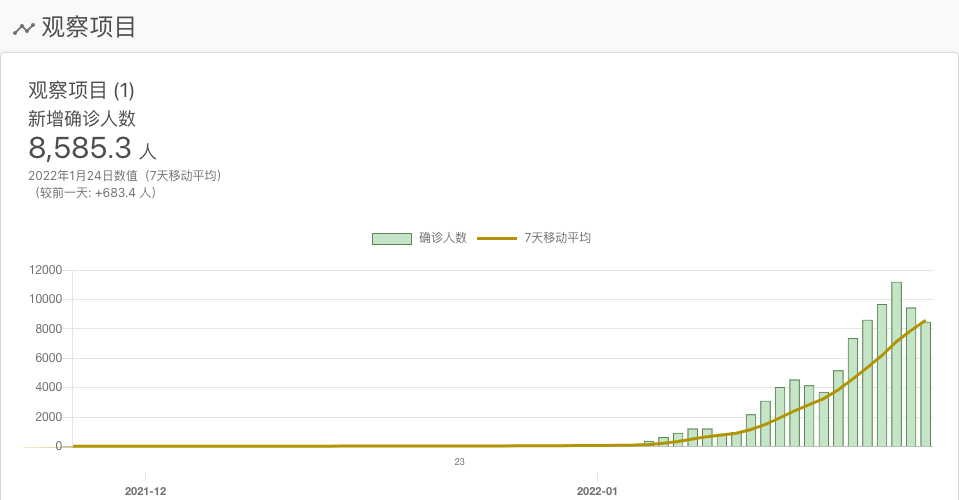 观察项目
观察项目 (1)
新增确诊人数
8,585.3 人
2022年1月24日数值（7天移动平均）
（较前一天: +683.4 人）
确诊人数 7天移动平均
12000
10000
8000
6000
4000
2000
0
23
2021-12 2022-01